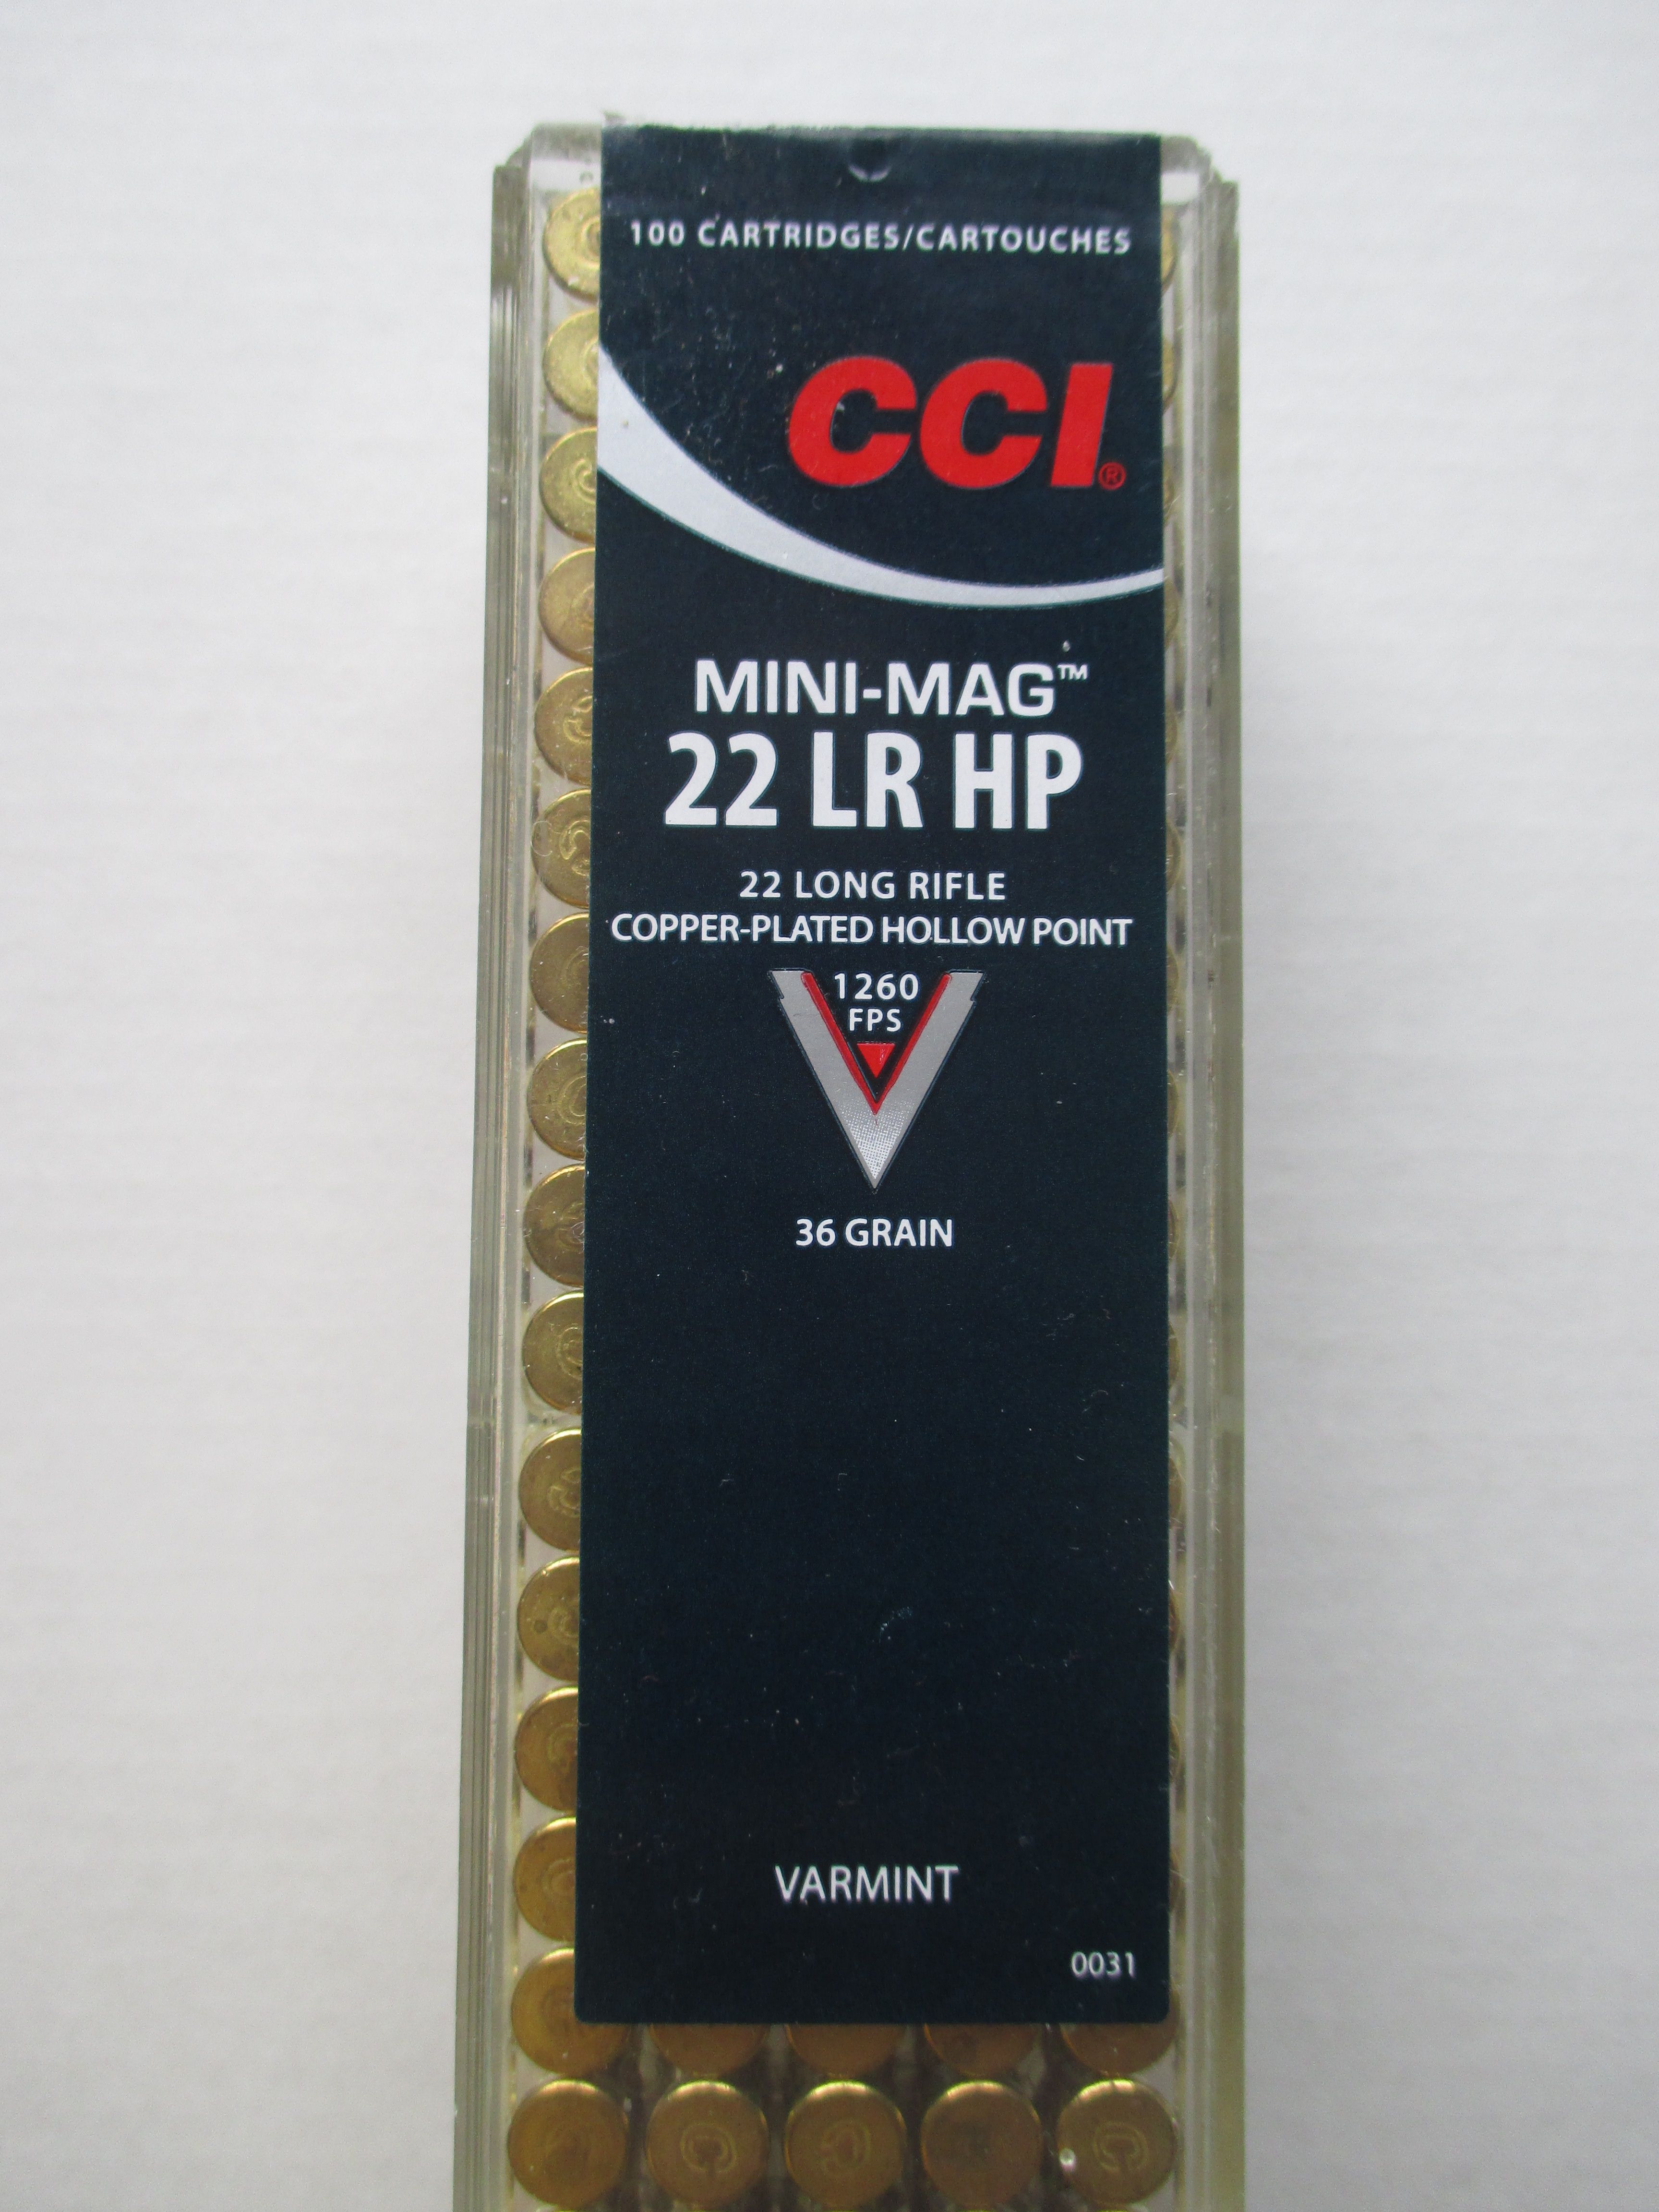 100 CARTRIDGES/CARTOUCHES
CCI®
MINI-MAG™
22 LR HP
22 LONG RIFLE
COPPER-PLATED HOLLOW POINT
1260
FPS
36 GRAIN
VARMINT
0031
C
C
C